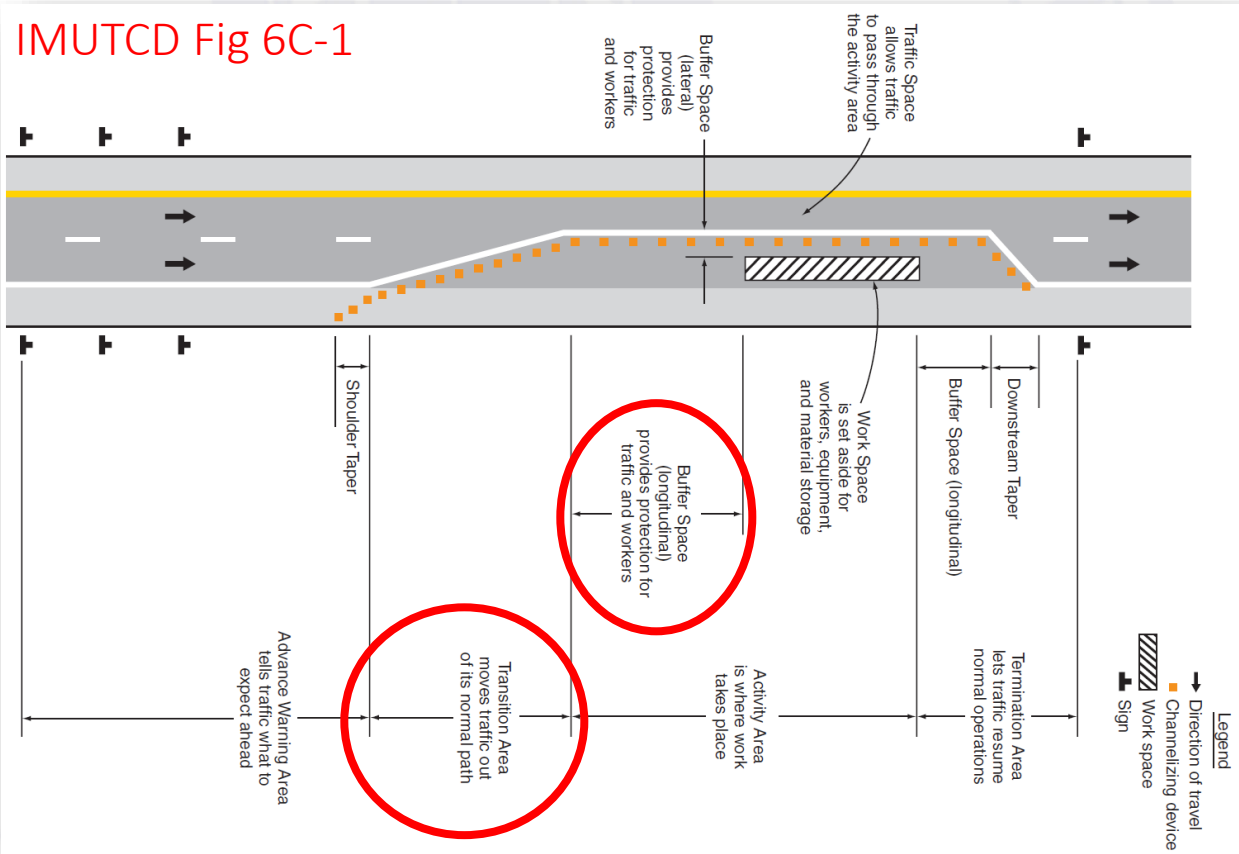 IMUTCD Fig 6C-1
Traffic Space
allows traffic
to pass through
the activity area
Buffer Space
(lateral)
provides
protection
for traffic
and workers
Work Space
is set aside for
workers, equipment,
and material storage
Downstream Taper
Buffer Space (longitudinal)
Shoulder Taper
Buffer Space
(longitudinal)
provides protection for
traffic and workers
Termination Area
lets traffic resume
normal operations
Activity Area
is where work
takes place
Transition Area
moves traffic out
of its normal path
Advance Warning Area
tells traffic what to
expect ahead
Legend
Direction of travel
Channelizing device
Work space
Sign